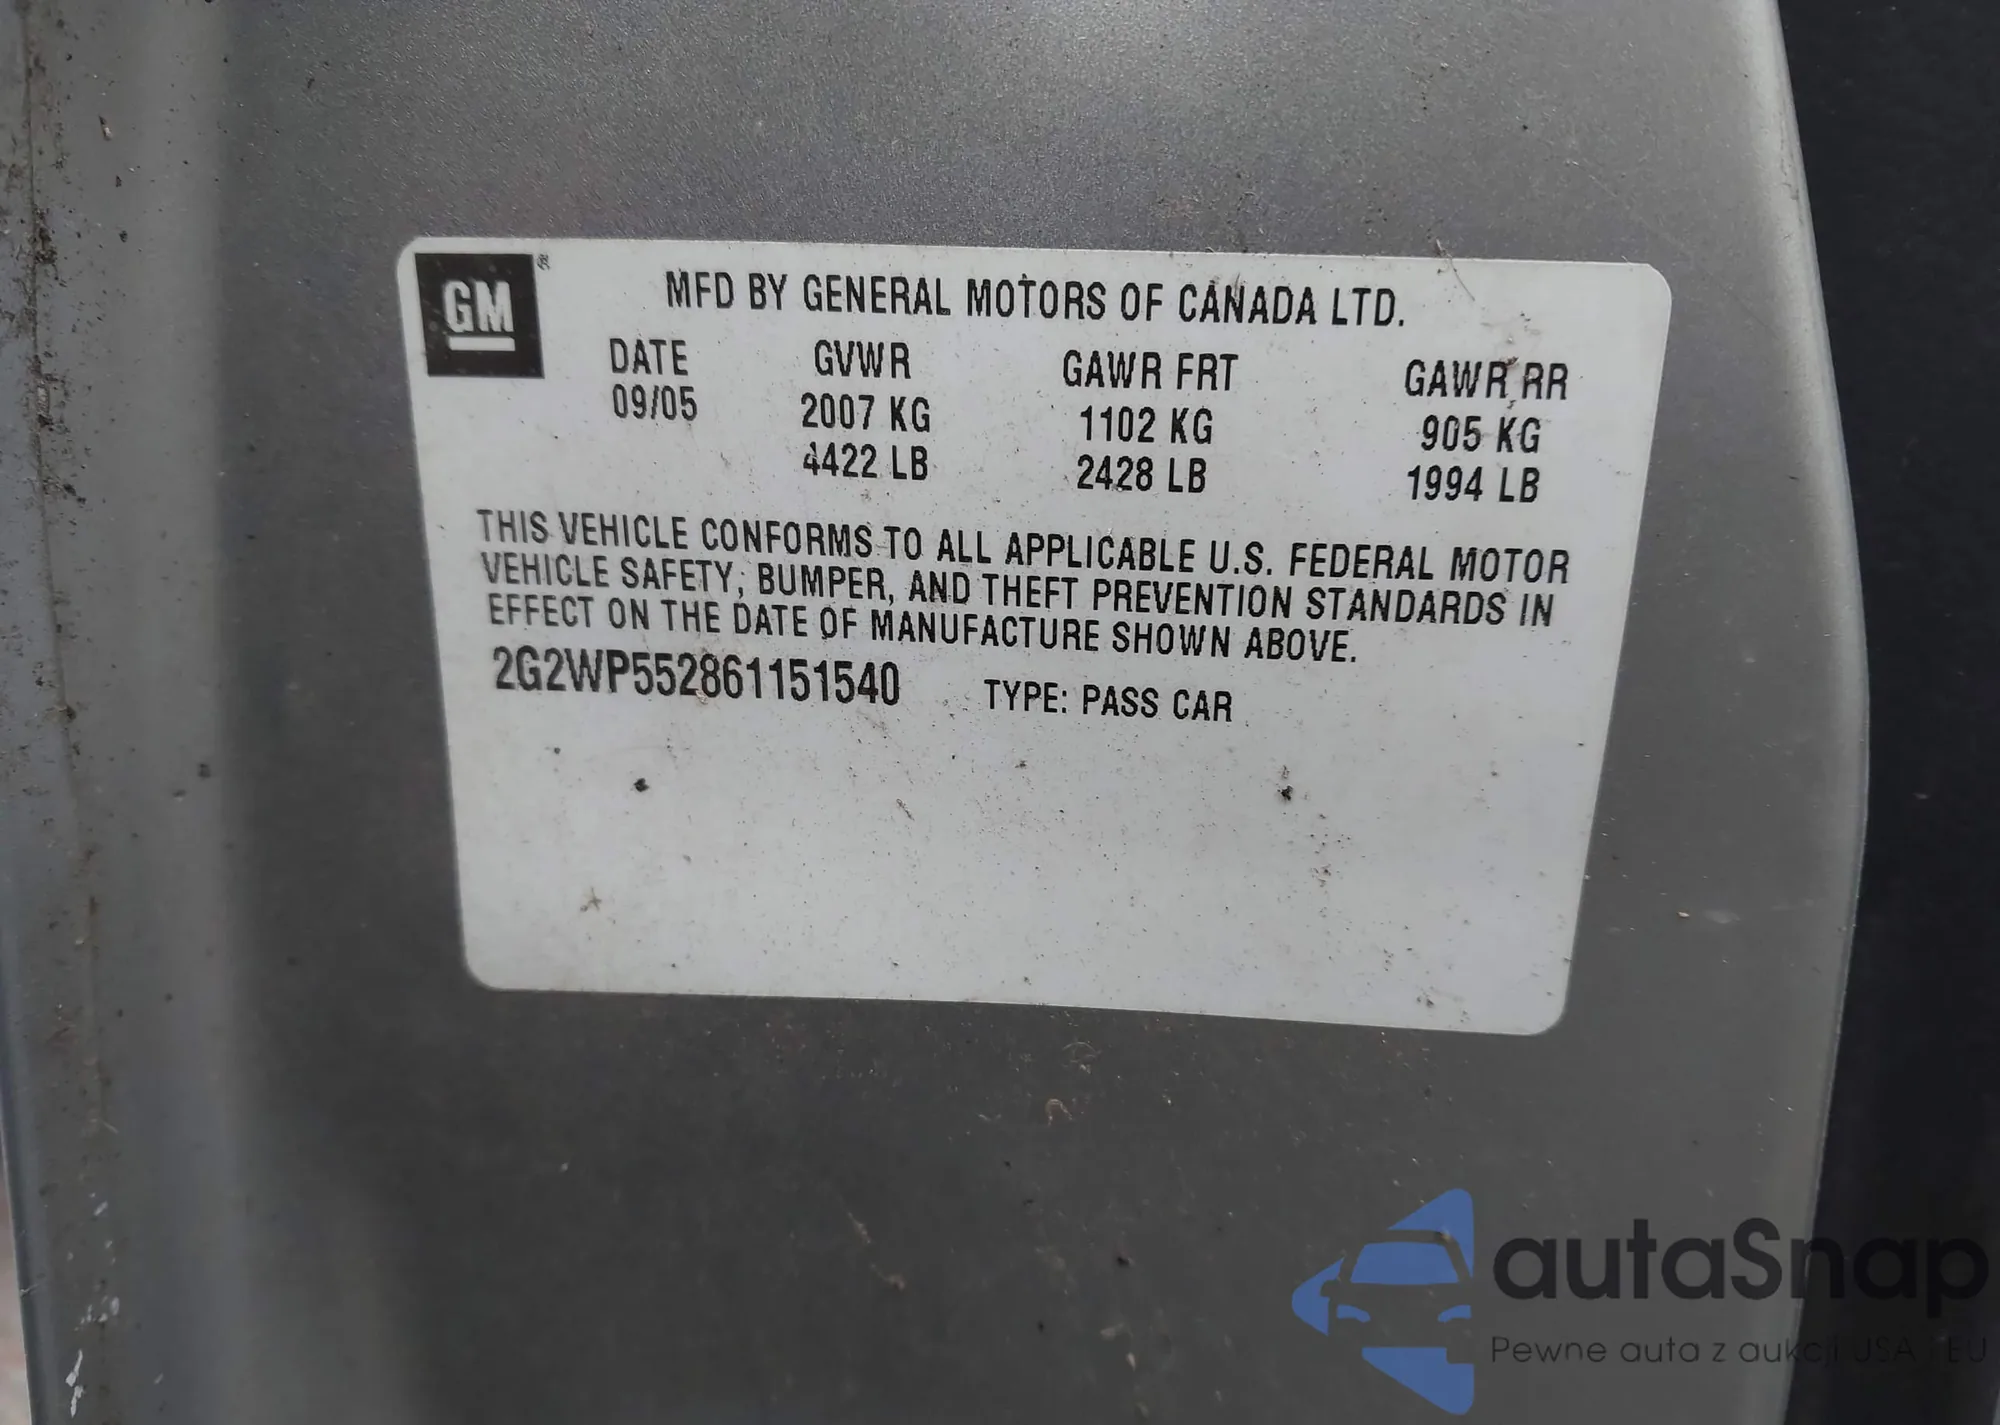 GM ®
MFD BY GENERAL MOTORS OF CANADA LTD.
DATE GVWR GAWR FRT GAWR RR
09/05 2007 KG 1102 KG 905 KG
4422 LB 2428 LB 1994 LB
THIS VEHICLE CONFORMS TO ALL APPLICABLE U.S. FEDERAL MOTOR
VEHICLE SAFETY, BUMPER, AND THEFT PREVENTION STANDARDS IN
EFFECT ON THE DATE OF MANUFACTURE SHOWN ABOVE.
2G2WP552861151540 TYPE: PASS CAR
autaSnap
Pewne auta z aukcji USA i EU